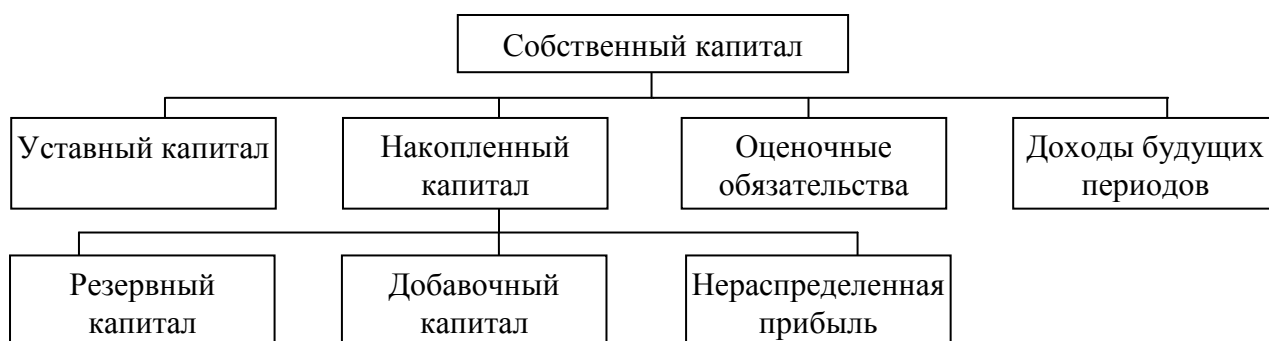 Собственный капитал
Уставный капитал
Накопленный
капитал
Оценочные
обязательства
Доходы будущих
периодов
Резервный
капитал
Добавочный
капитал
Нераспределенная
прибыль